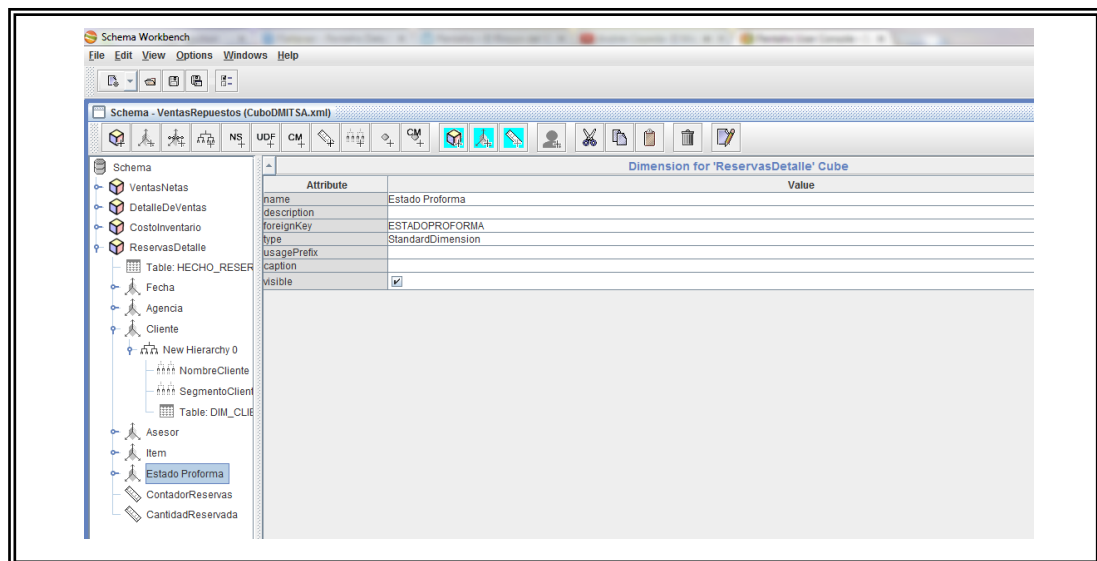 Schema Workbench
File Edit View Options Windows Help
Schema - VentasRepuestos (CuboDMITSA.xml)
NS UDF CM CM
Schema
VentasNetas
DetalleDeVentas
CostoInventario
ReservasDetalle
Table: HECHO_RESER
Fecha
Agencia
Cliente
New Hierarchy 0
NombreCliente
SegmentoClient
Table: DIM_CLIE
Asesor
Item
Estado Proforma
ContadorReservas
CantidadReservada
Dimension for 'ReservasDetalle' Cube
Attribute Value
name Estado Proforma
description
foreignKey ESTADOPROFORMA
type StandardDimension
usagePrefix
caption
visible